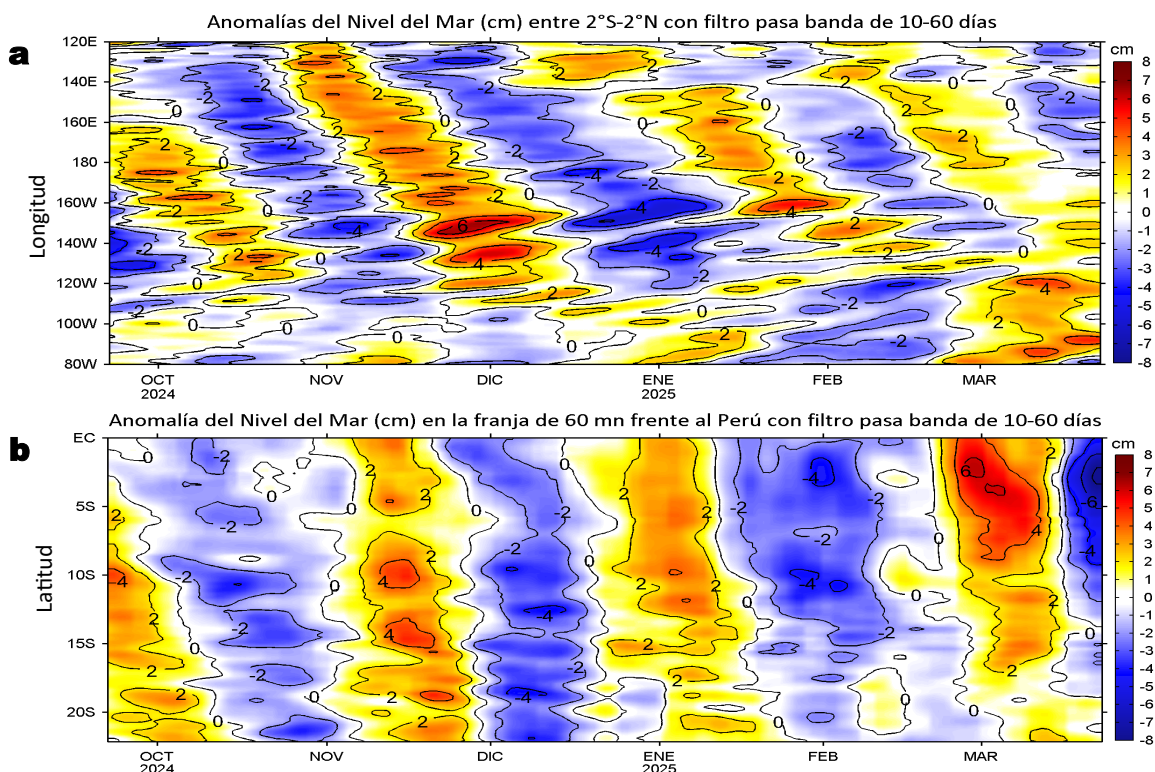 Anomalías del Nivel del Mar (cm) entre 2°S-2°N con filtro pasa banda de 10-60 días
a
cm
Longitud
120E
140E
160E
180
160W
140W
120W
100W
80W
OCT
2024
NOV
DIC
ENE
2025
FEB
MAR
8
7
6
5
4
3
2
1
0
-1
-2
-3
-4
-5
-6
-7
-8
Anomalía del Nivel del Mar (cm) en la franja de 60 mn frente al Perú con filtro pasa banda de 10-60 días
b
cm
Latitud
EC
5S
10S
15S
20S
OCT
2024
NOV
DIC
ENE
2025
FEB
MAR
8
7
6
5
4
3
2
1
0
-1
-2
-3
-4
-5
-6
-7
-8